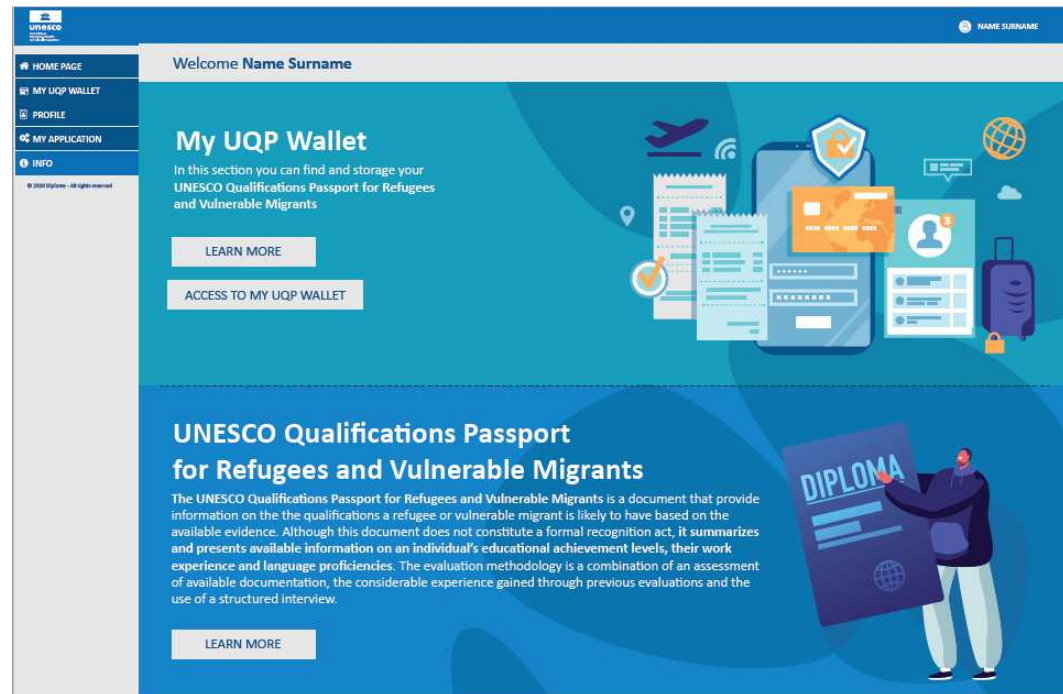 unesco
NAME SURNAME
HOME PAGE
MY UQP WALLET
PROFILE
MY APPLICATION
INFO
© 2020 Diplome - All rights reserved
Welcome Name Surname
My UQP Wallet
In this section you can find and storage your
UNESCO Qualifications Passport for Refugees
and Vulnerable Migrants
LEARN MORE
ACCESS TO MY UQP WALLET
3
UNESCO Qualifications Passport
for Refugees and Vulnerable Migrants
The UNESCO Qualifications Passport for Refugees and Vulnerable Migrants is a document that provide
information on the the qualifications a refugee or vulnerable migrant is likely to have based on the
available evidence. Although this document does not constitute a formal recognition act, it summarizes
and presents available information on an individual's educational achievement levels, their work
experience and language proficiencies. The evaluation methodology is a combination of an assessment
of available documentation, the considerable experience gained through previous evaluations and the
use of a structured interview.
LEARN MORE
DIPLOMA